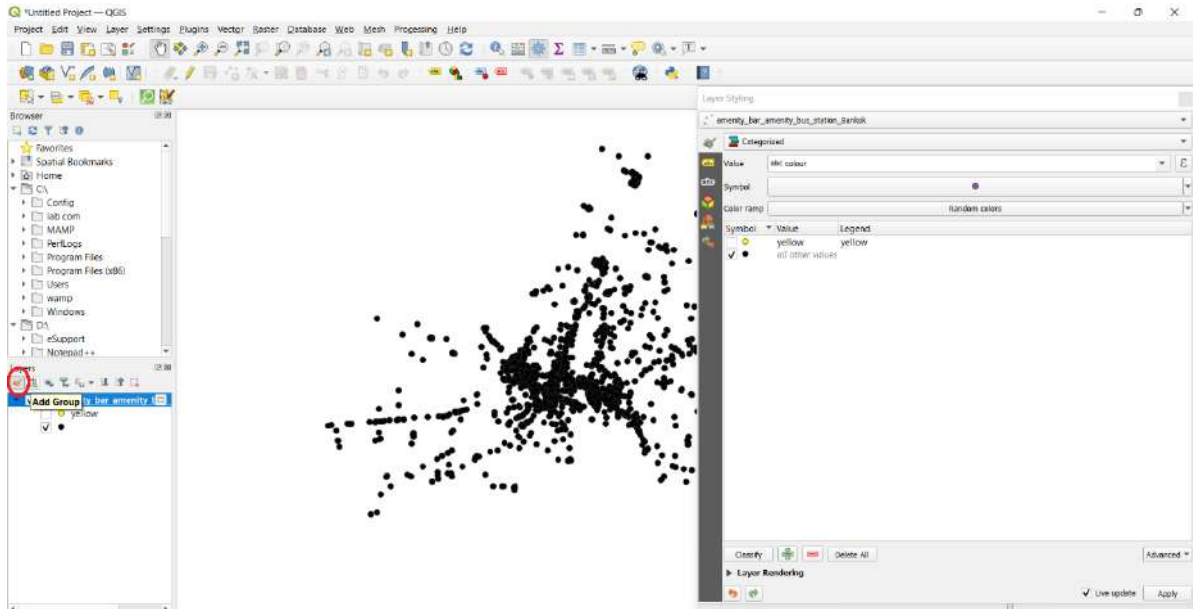 *Untitled Project — QGIS
Project Edit View Layer Settings Plugins Vector Raster Database Web Mesh Processing Help
Browser
Favorites
Spatial Bookmarks
Home
C:\
Config
lab com
MAMP
PerfLogs
Program Files
Program Files (x86)
Users
wamp
Windows
D:\
eSupport
Notepad++
Layers
Add Group
yellow
Layer Styling
amenity_bar_amenity_bus_station_Bankok
Categorized
Value abc colour
Symbol
Color ramp Random colors
Symbol Value Legend
yellow yellow
all other values
Classify Delete All Advanced
Layer Rendering
Live update Apply